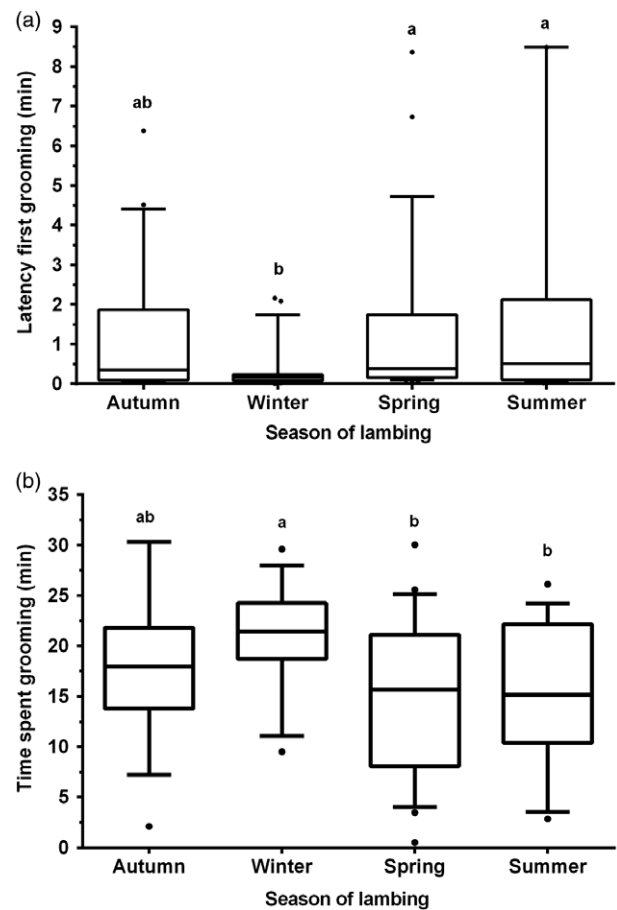 (a)
Latency first grooming (min)
9
8
7
6
5
4
3
2
1
0
ab
b
a
a
Autumn Winter Spring Summer
Season of lambing
(b)
Time spent grooming (min)
35
30
25
20
15
10
5
0
ab
a
b
b
Autumn Winter Spring Summer
Season of lambing